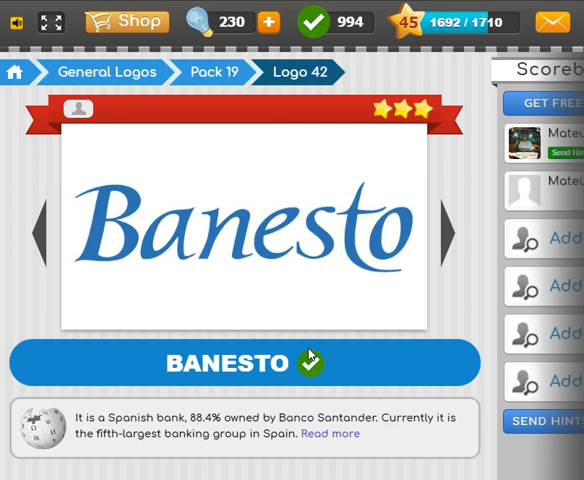 Shop 230 994 45 1692 / 1710
General Logos Pack 19 Logo 42
Scoreb
GET FREE
Mateu
Send Hin
Mateu
Banesto
Add
Add
Add
Add
BANESTO
SEND HINTS
It is a Spanish bank, 88.4% owned by Banco Santander. Currently it is
the fifth-largest banking group in Spain. Read more